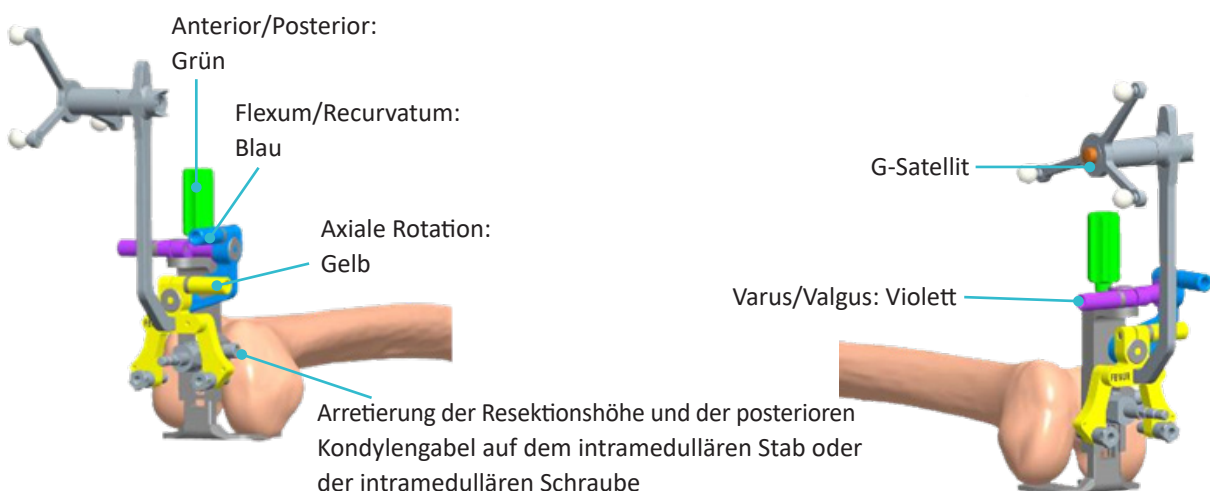 Anterior/Posterior:
Grün
Flexum/Recurvatum:
Blau
Axiale Rotation:
Gelb
Arretierung der Resektionshöhe und der posterioren
Kondylengabel auf dem intramedullären Stab oder
der intramedullären Schraube
G-Satellit
Varus/Valgus: Violett
FEMUR